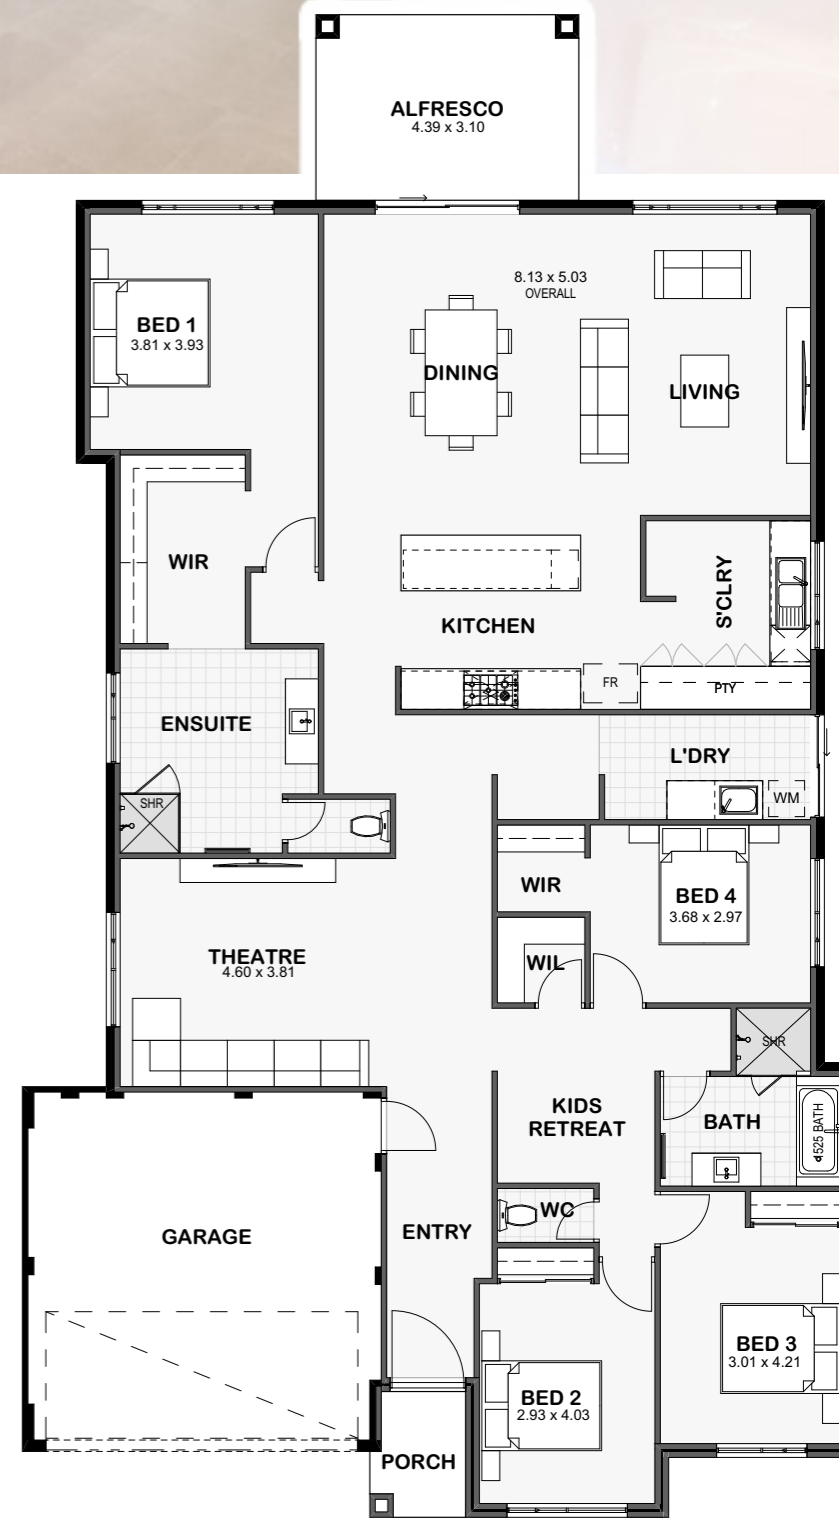 ALFRESCO
4.39 x 3.10
8.13 x 5.03
OVERALL
BED 1
3.81 x 3.93
DINING
LIVING
WIR
S'CLRY
KITCHEN
FR
PTY
ENSUITE
L'DRY
SHR
WM
WIR
BED 4
3.68 x 2.97
THEATRE
4.60 x 3.81
WIL
SHR
KIDS
RETREAT
BATH
1525 BATH
WC
GARAGE
ENTRY
BED 3
3.01 x 4.21
BED 2
2.93 x 4.03
PORCH